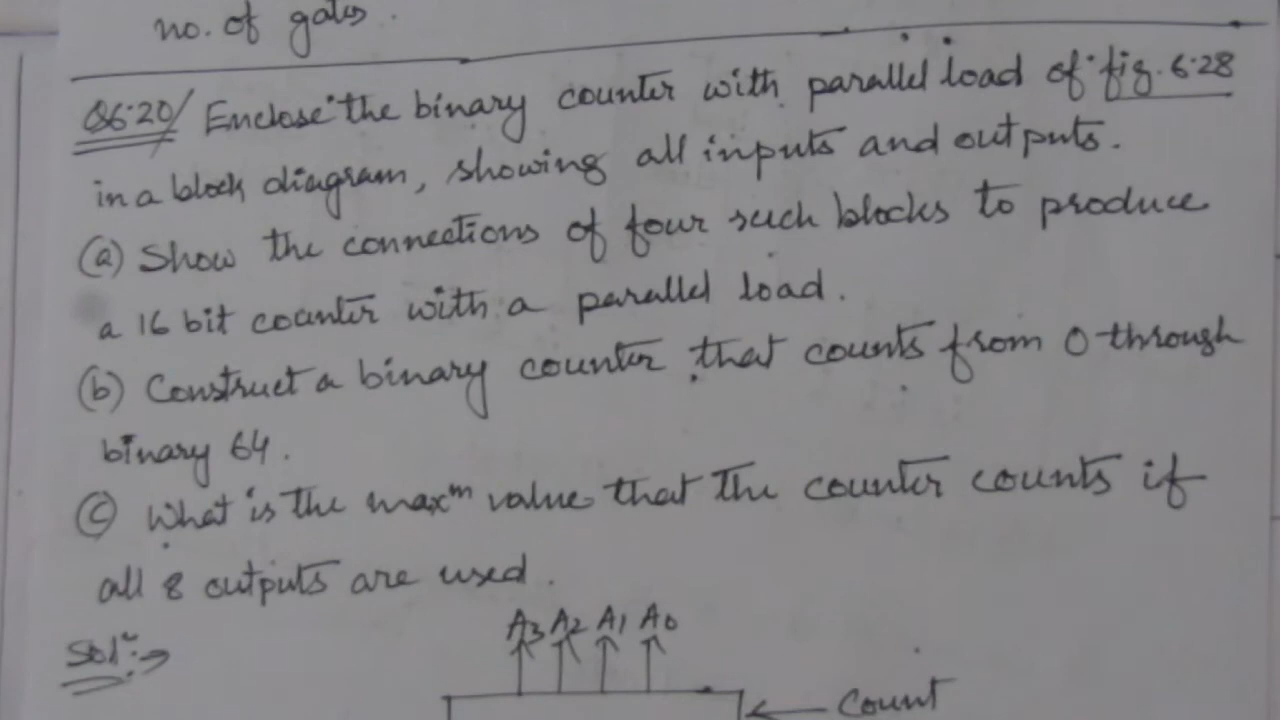 no. of gates.
Q6.20/ Enclose the binary counter with parallel load of fig. 6.28
in a block diagram, showing all inputs and outputs.
(a) Show the connections of four such blocks to produce
a 16 bit counter with a parallel load.
(b) Construct a binary counter that counts from 0 through
binary 64.
(c) What is the maxm value that the counter counts if
all 8 outputs are used.
Soln:→
A3 A2 A1 A0
Count